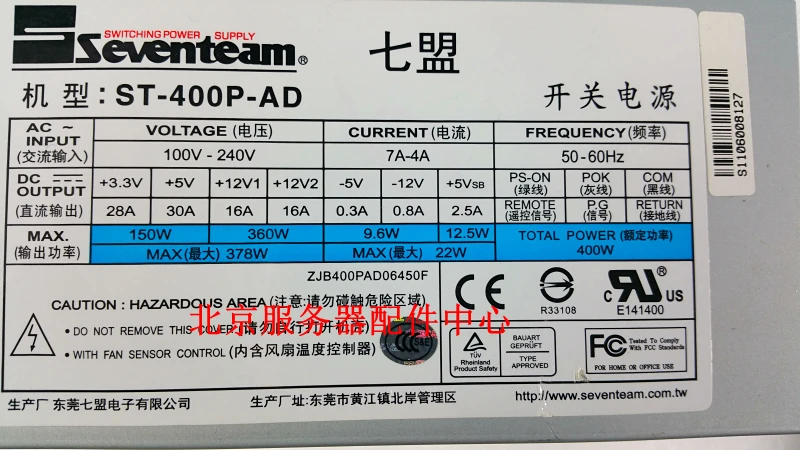 SWITCHING POWER SUPPLY
Seventeam®
七盟
机型: ST-400P-AD
开关电源
S1106008127
AC ~ INPUT (交流输入) VOLTAGE (电压) CURRENT (电流) FREQUENCY(频率)
100V - 240V 7A-4A 50-60Hz
DC OUTPUT (直流输出) +3.3V +5V +12V1 +12V2 -5V -12V +5VSB PS-ON (绿线) POK (灰线) COM (黑线)
28A 30A 16A 16A 0.3A 0.8A 2.5A REMOTE (遥控信号) P.G (信号) RETURN (接地线)
MAX. (输出功率) 150W 360W 9.6W 12.5W TOTAL POWER (额定功率)
MAX(最大) 378W MAX(最大) 22W 400W
ZJB400PAD06450F
CAUTION : HAZARDOUS AREA (注意:请勿碰触危险区域)
北京服务器配件中心
• DO NOT REMOVE THIS COVER(请勿自行打开机壳)
• WITH FAN SENSOR CONTROL (内含风扇温度控制器)
CCC S&E
CE
R33108
c RU US
E141400
TÜV Rheinland Product Safety
BAUART GEPRÜFT
TYPE APPROVED
FC Tested To Comply With FCC Standards
FOR HOME OR OFFICE USE
生产厂 东莞七盟电子有限公司
生产厂址:东莞市黄江镇北岸管理区
http://www.seventeam.com.tw